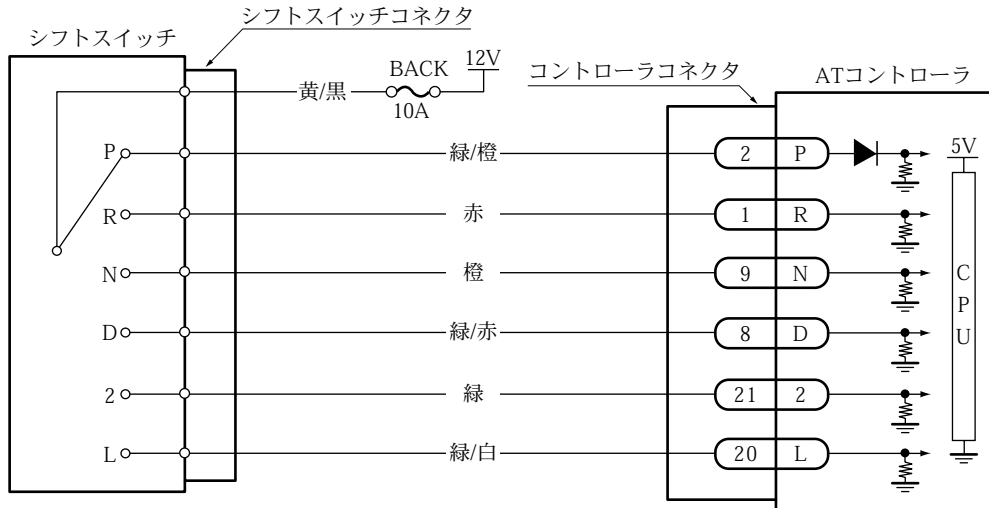 シフトスイッチコネクタ
シフトスイッチ
黄/黒
BACK
10A
12V
コントローラコネクタ
ATコントローラ
P 緑/橙 2 P
5V
R 赤 1 R
N 橙 9 N
D 緑/赤 8 D
2 緑 21 2
L 緑/白 20 L
CPU